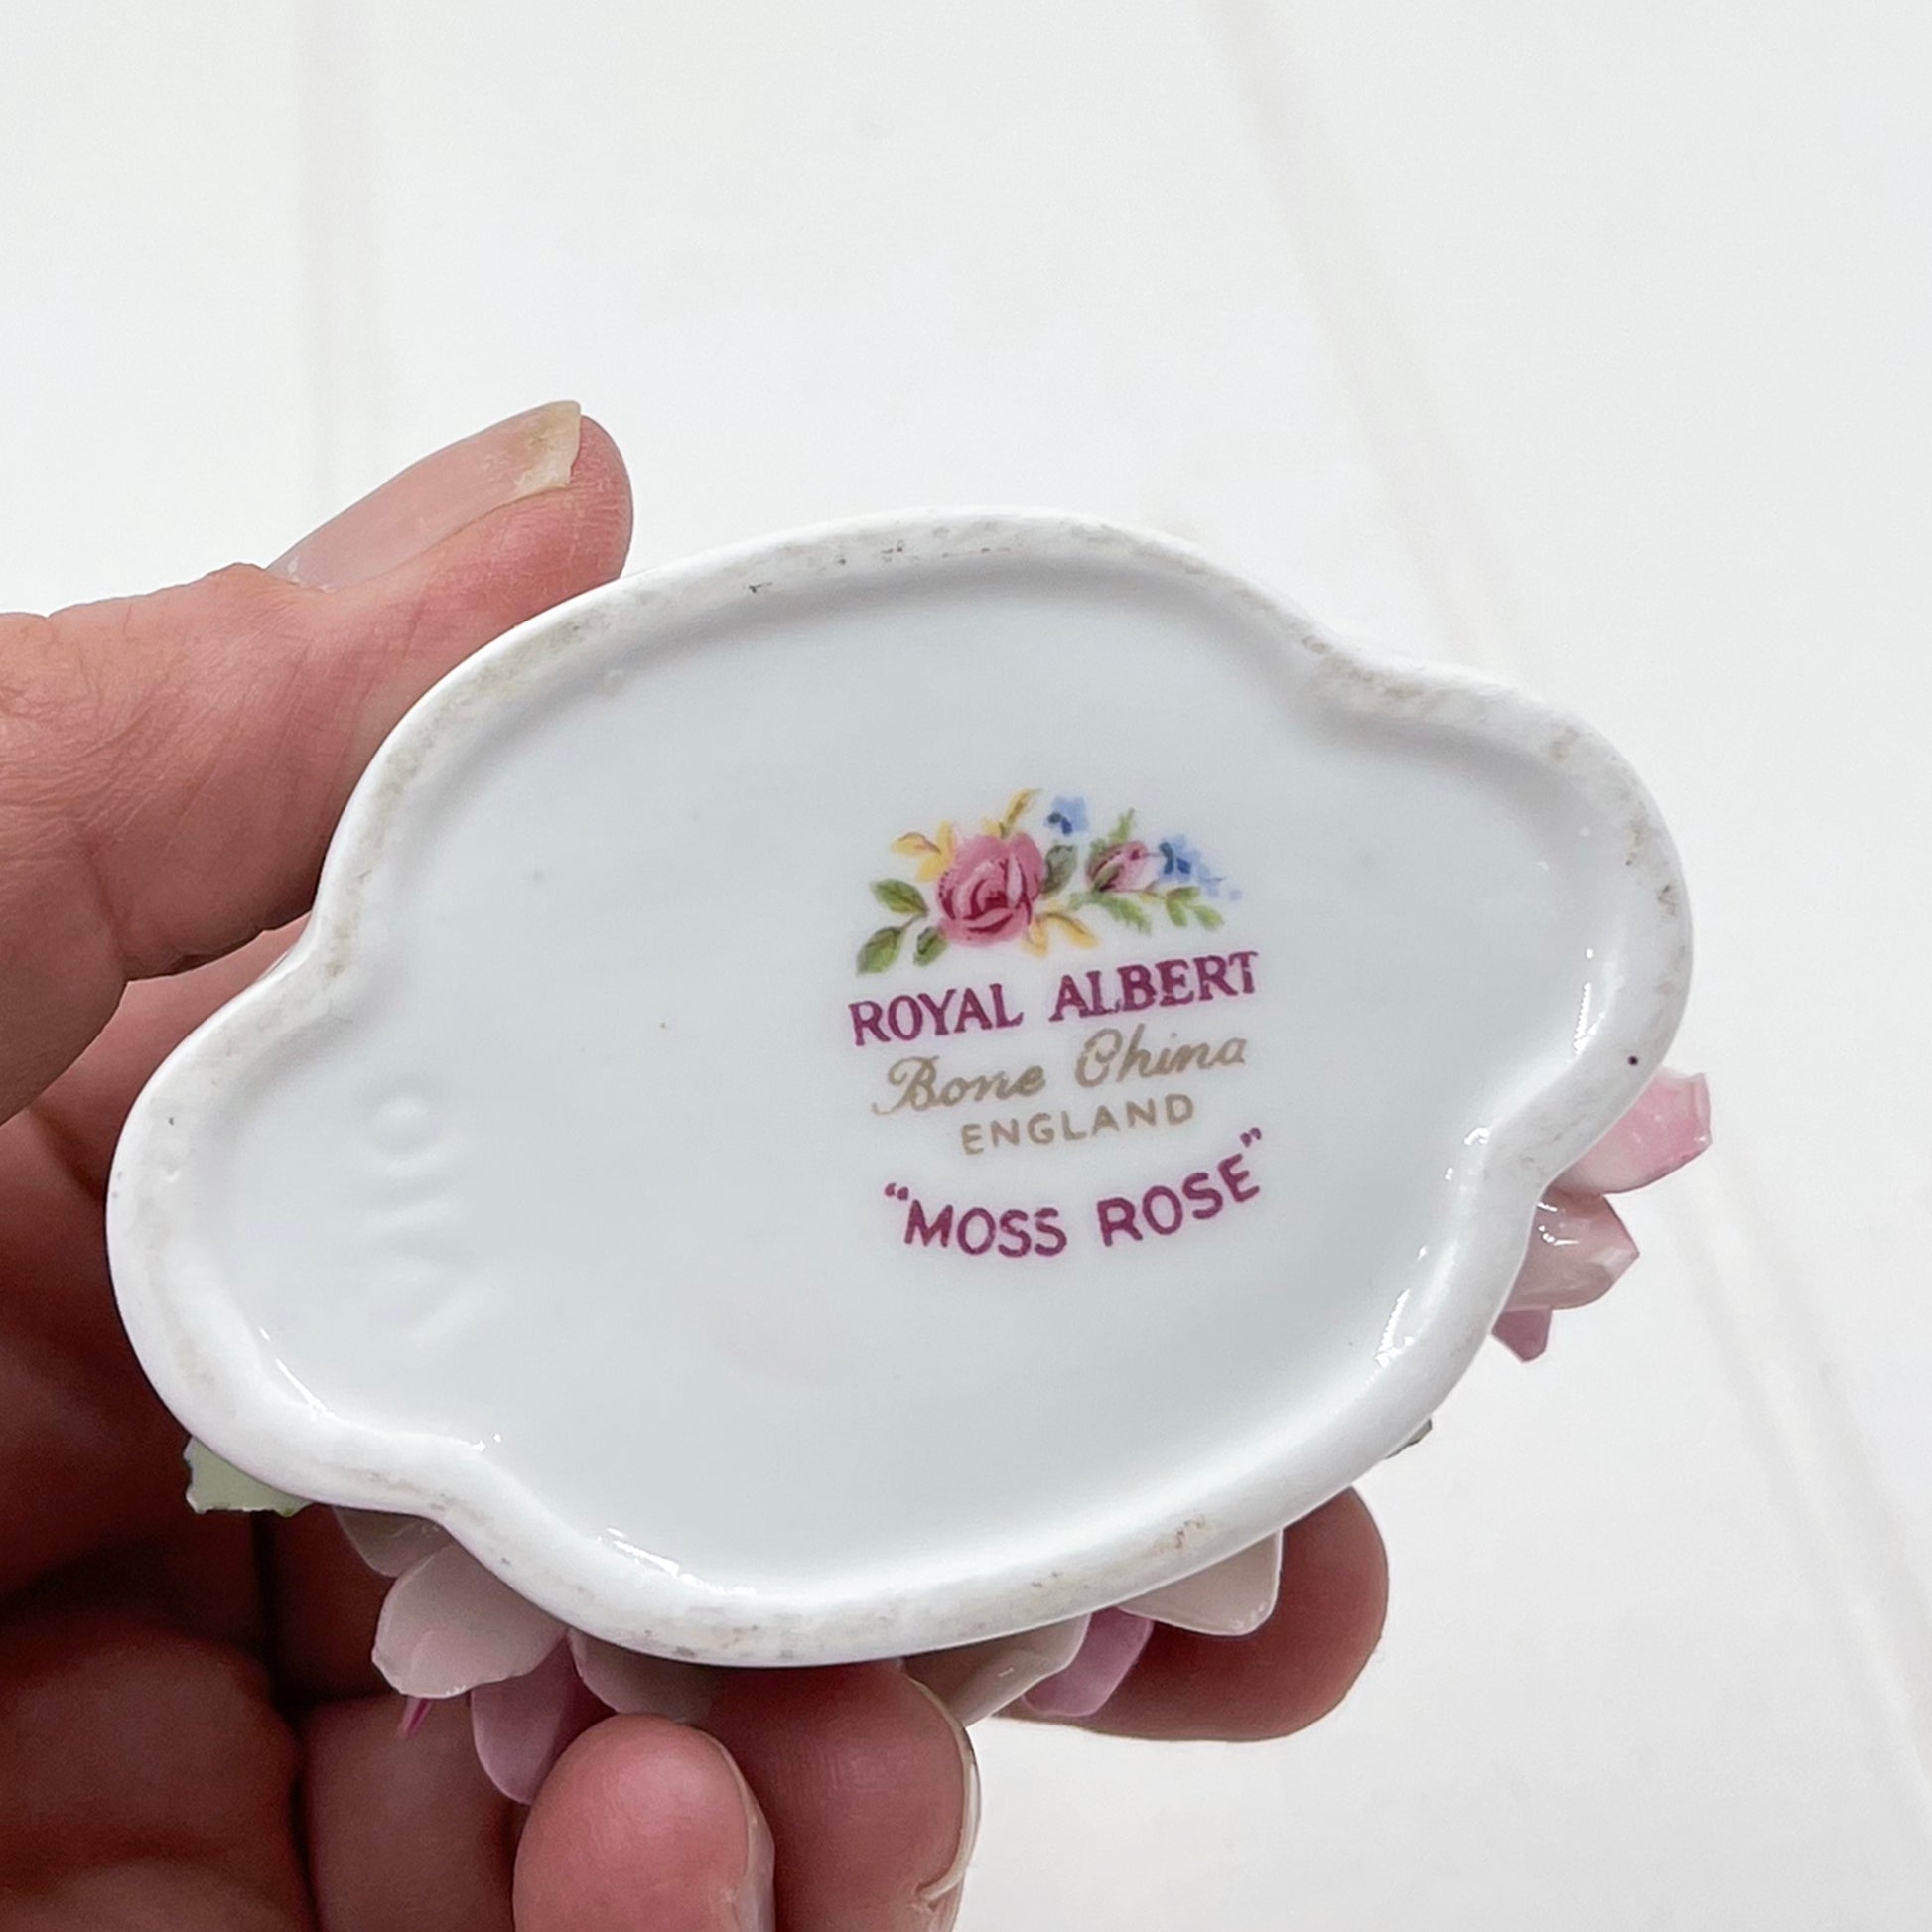 ROYAL ALBERT
Bone China
ENGLAND
"MOSS ROSE"